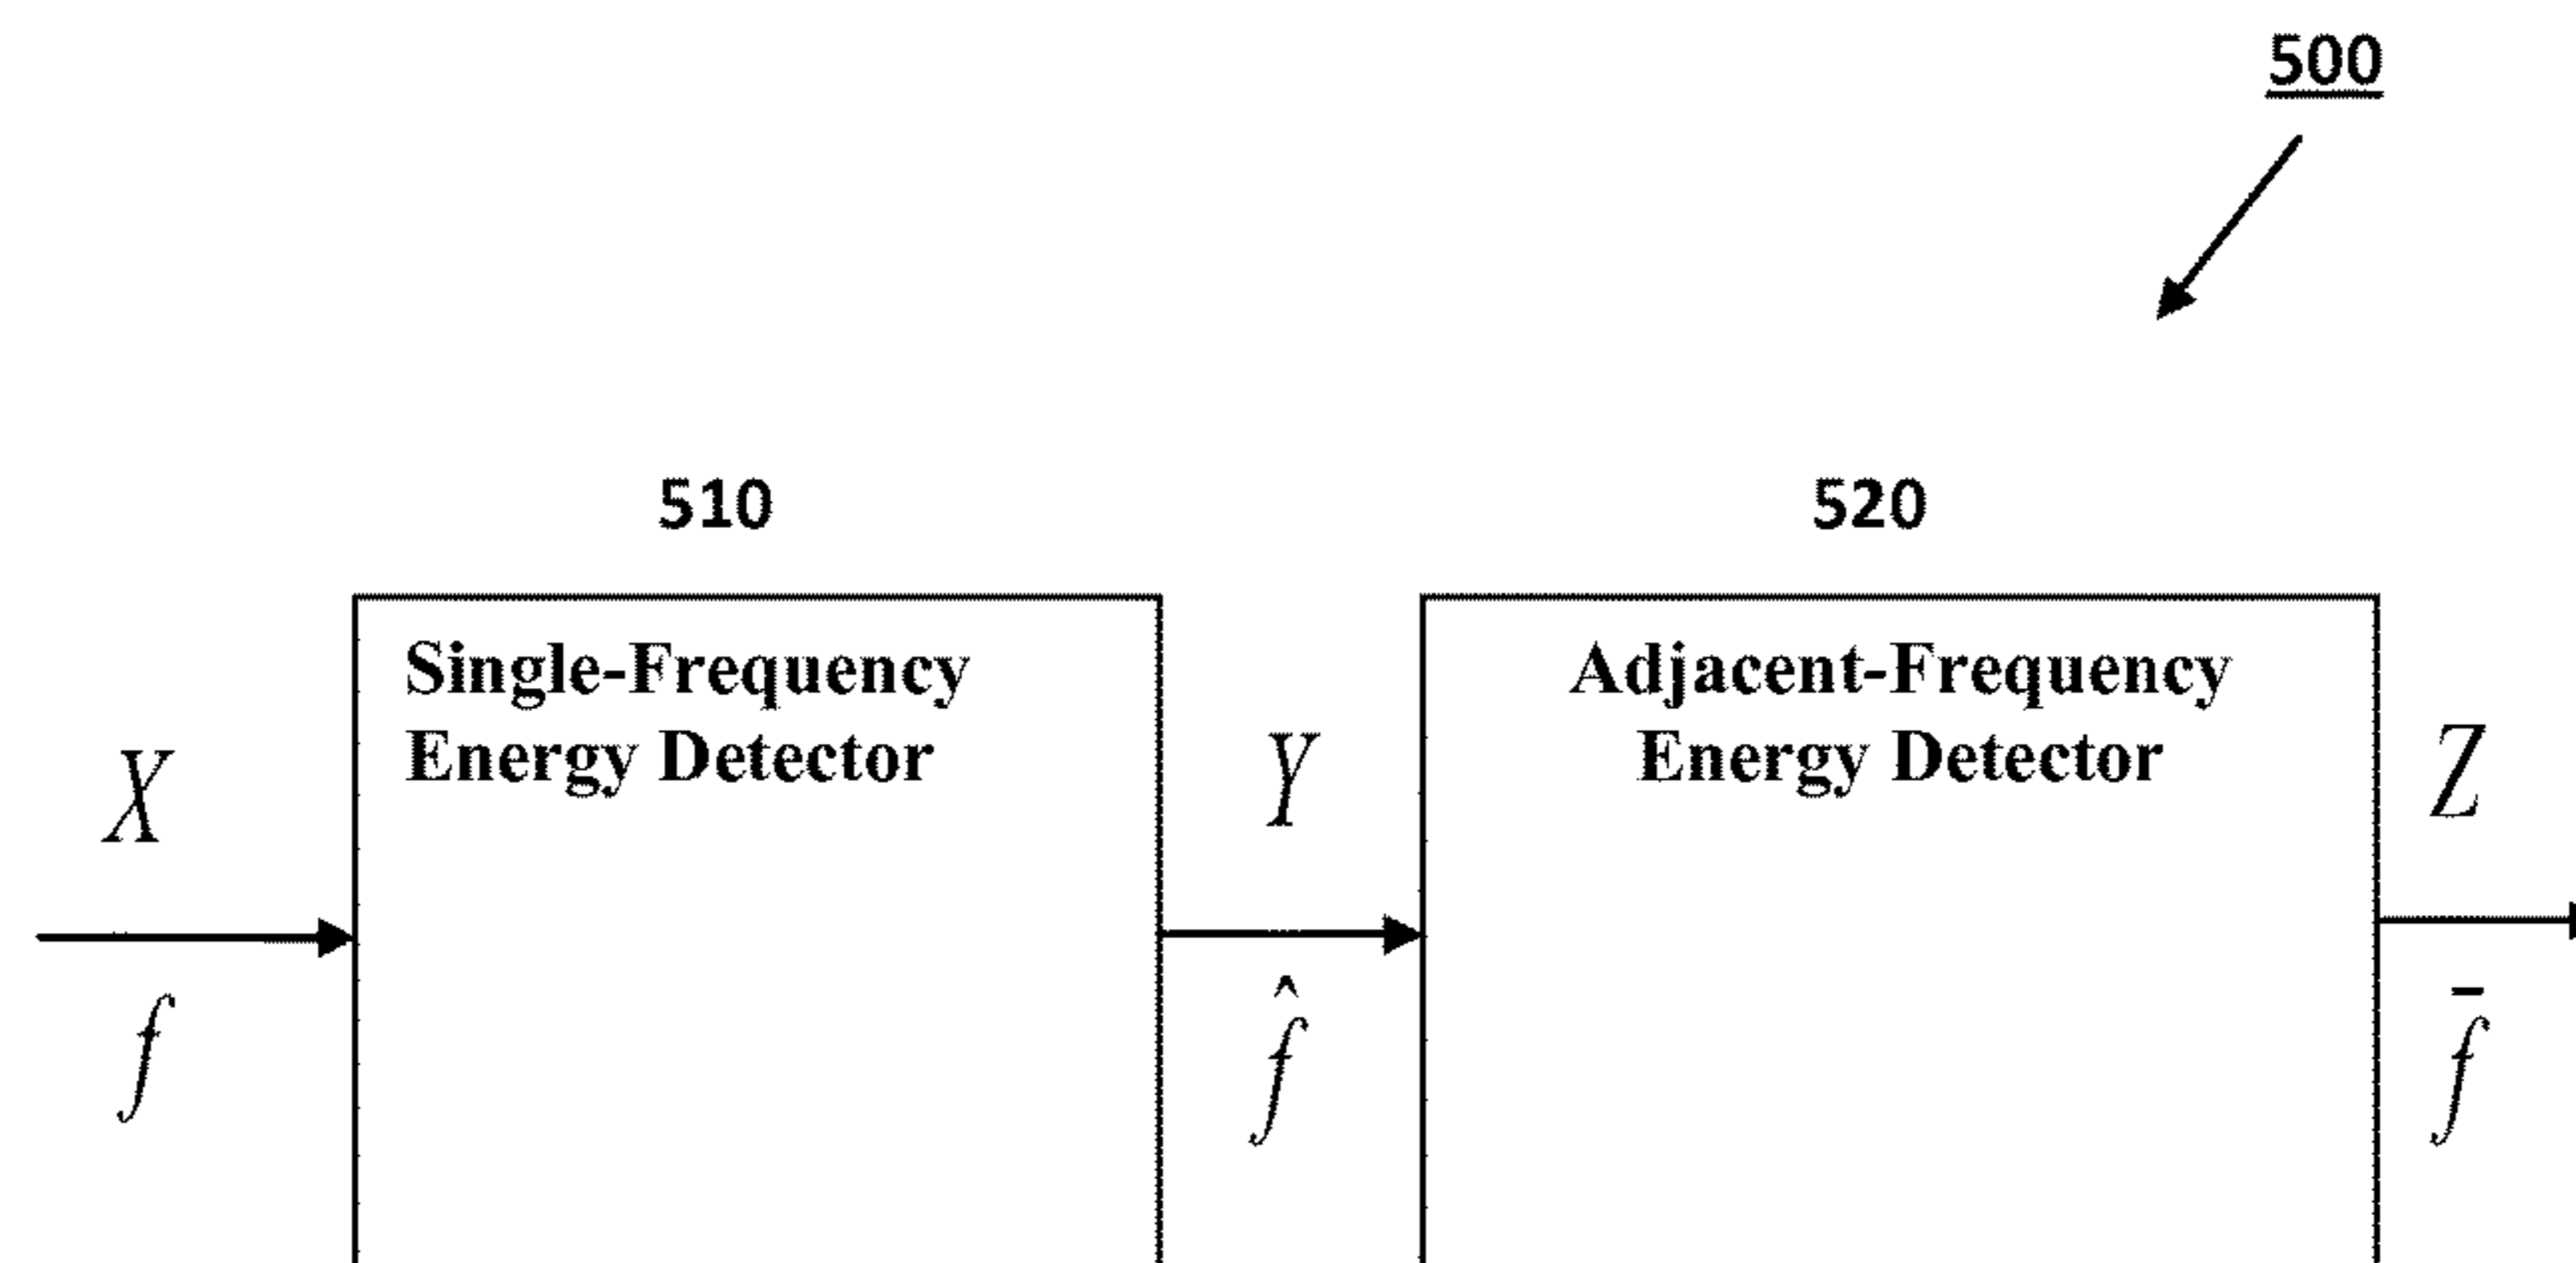 500
510
520
Single-Frequency
Energy Detector
Adjacent-Frequency
Energy Detector
X
Y
Z
f
f̂
f̄